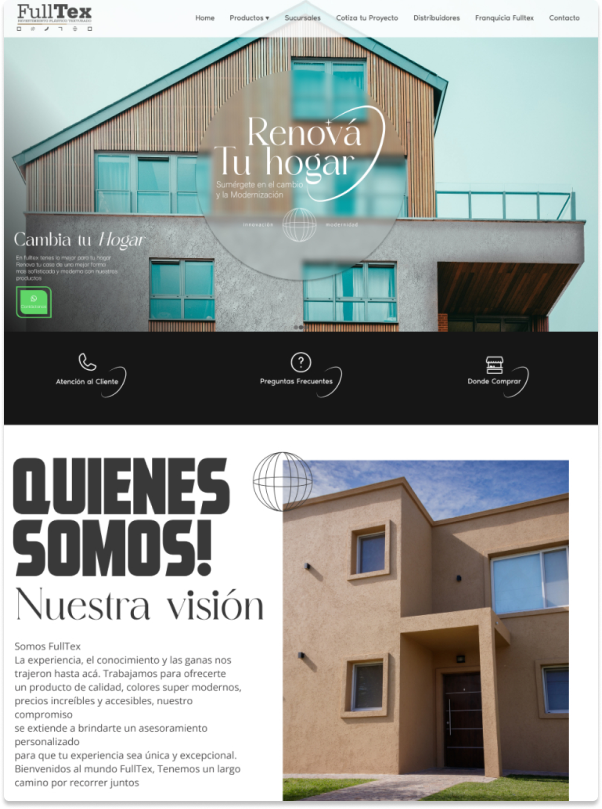 FullTex
REVESTIMIENTO PLASTICO TEXTURADO
Home Productos ▾ Sucursales Cotiza tu Proyecto Distribuidores Franquicia Fulltex Contacto
Renová
Tu hogar
Sumérgete en el cambio
y la Modernización
Innovación Modernidad
Cambia tu Hogar
En fulltex tenes lo mejor para tu Hogar
Renova tu casa de una mejor forma
mas sofisticada y moderna con nuestros
productos
Atención al Cliente
Preguntas Frecuentes
Donde Comprar
QUIENES
SOMOS!
Nuestra visión
Somos FullTex
La experiencia, el conocimiento y las ganas nos
trajeron hasta acá. Trabajamos para ofrecerte
un producto de calidad, colores super modernos,
precios increíbles y accesibles, nuestro
compromiso
se extiende a brindarte un asesoramiento
personalizado
para que tu experiencia sea única y excepcional.
Bienvenidos al mundo FullTex, Tenemos un largo
camino por recorrer juntos